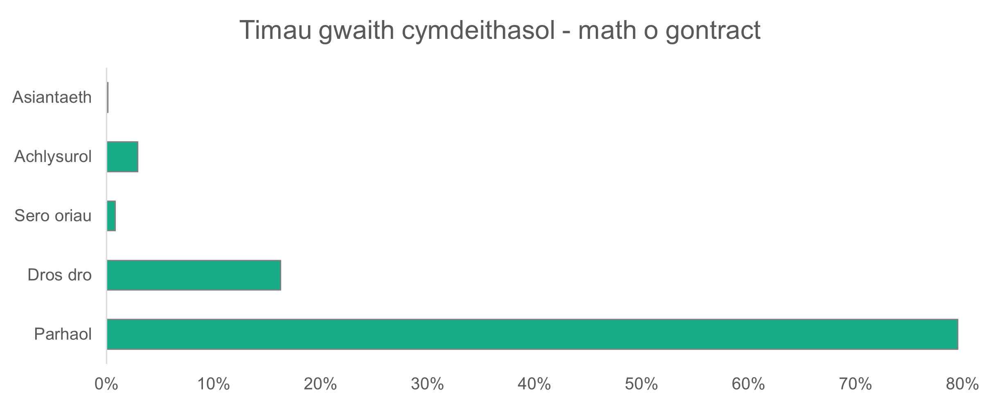 Timau gwaith cymdeithasol - math o gontract
Asiantaeth
Achlysurol
Sero oriau
Dros dro
Parhaol
0% 10% 20% 30% 40% 50% 60% 70% 80%